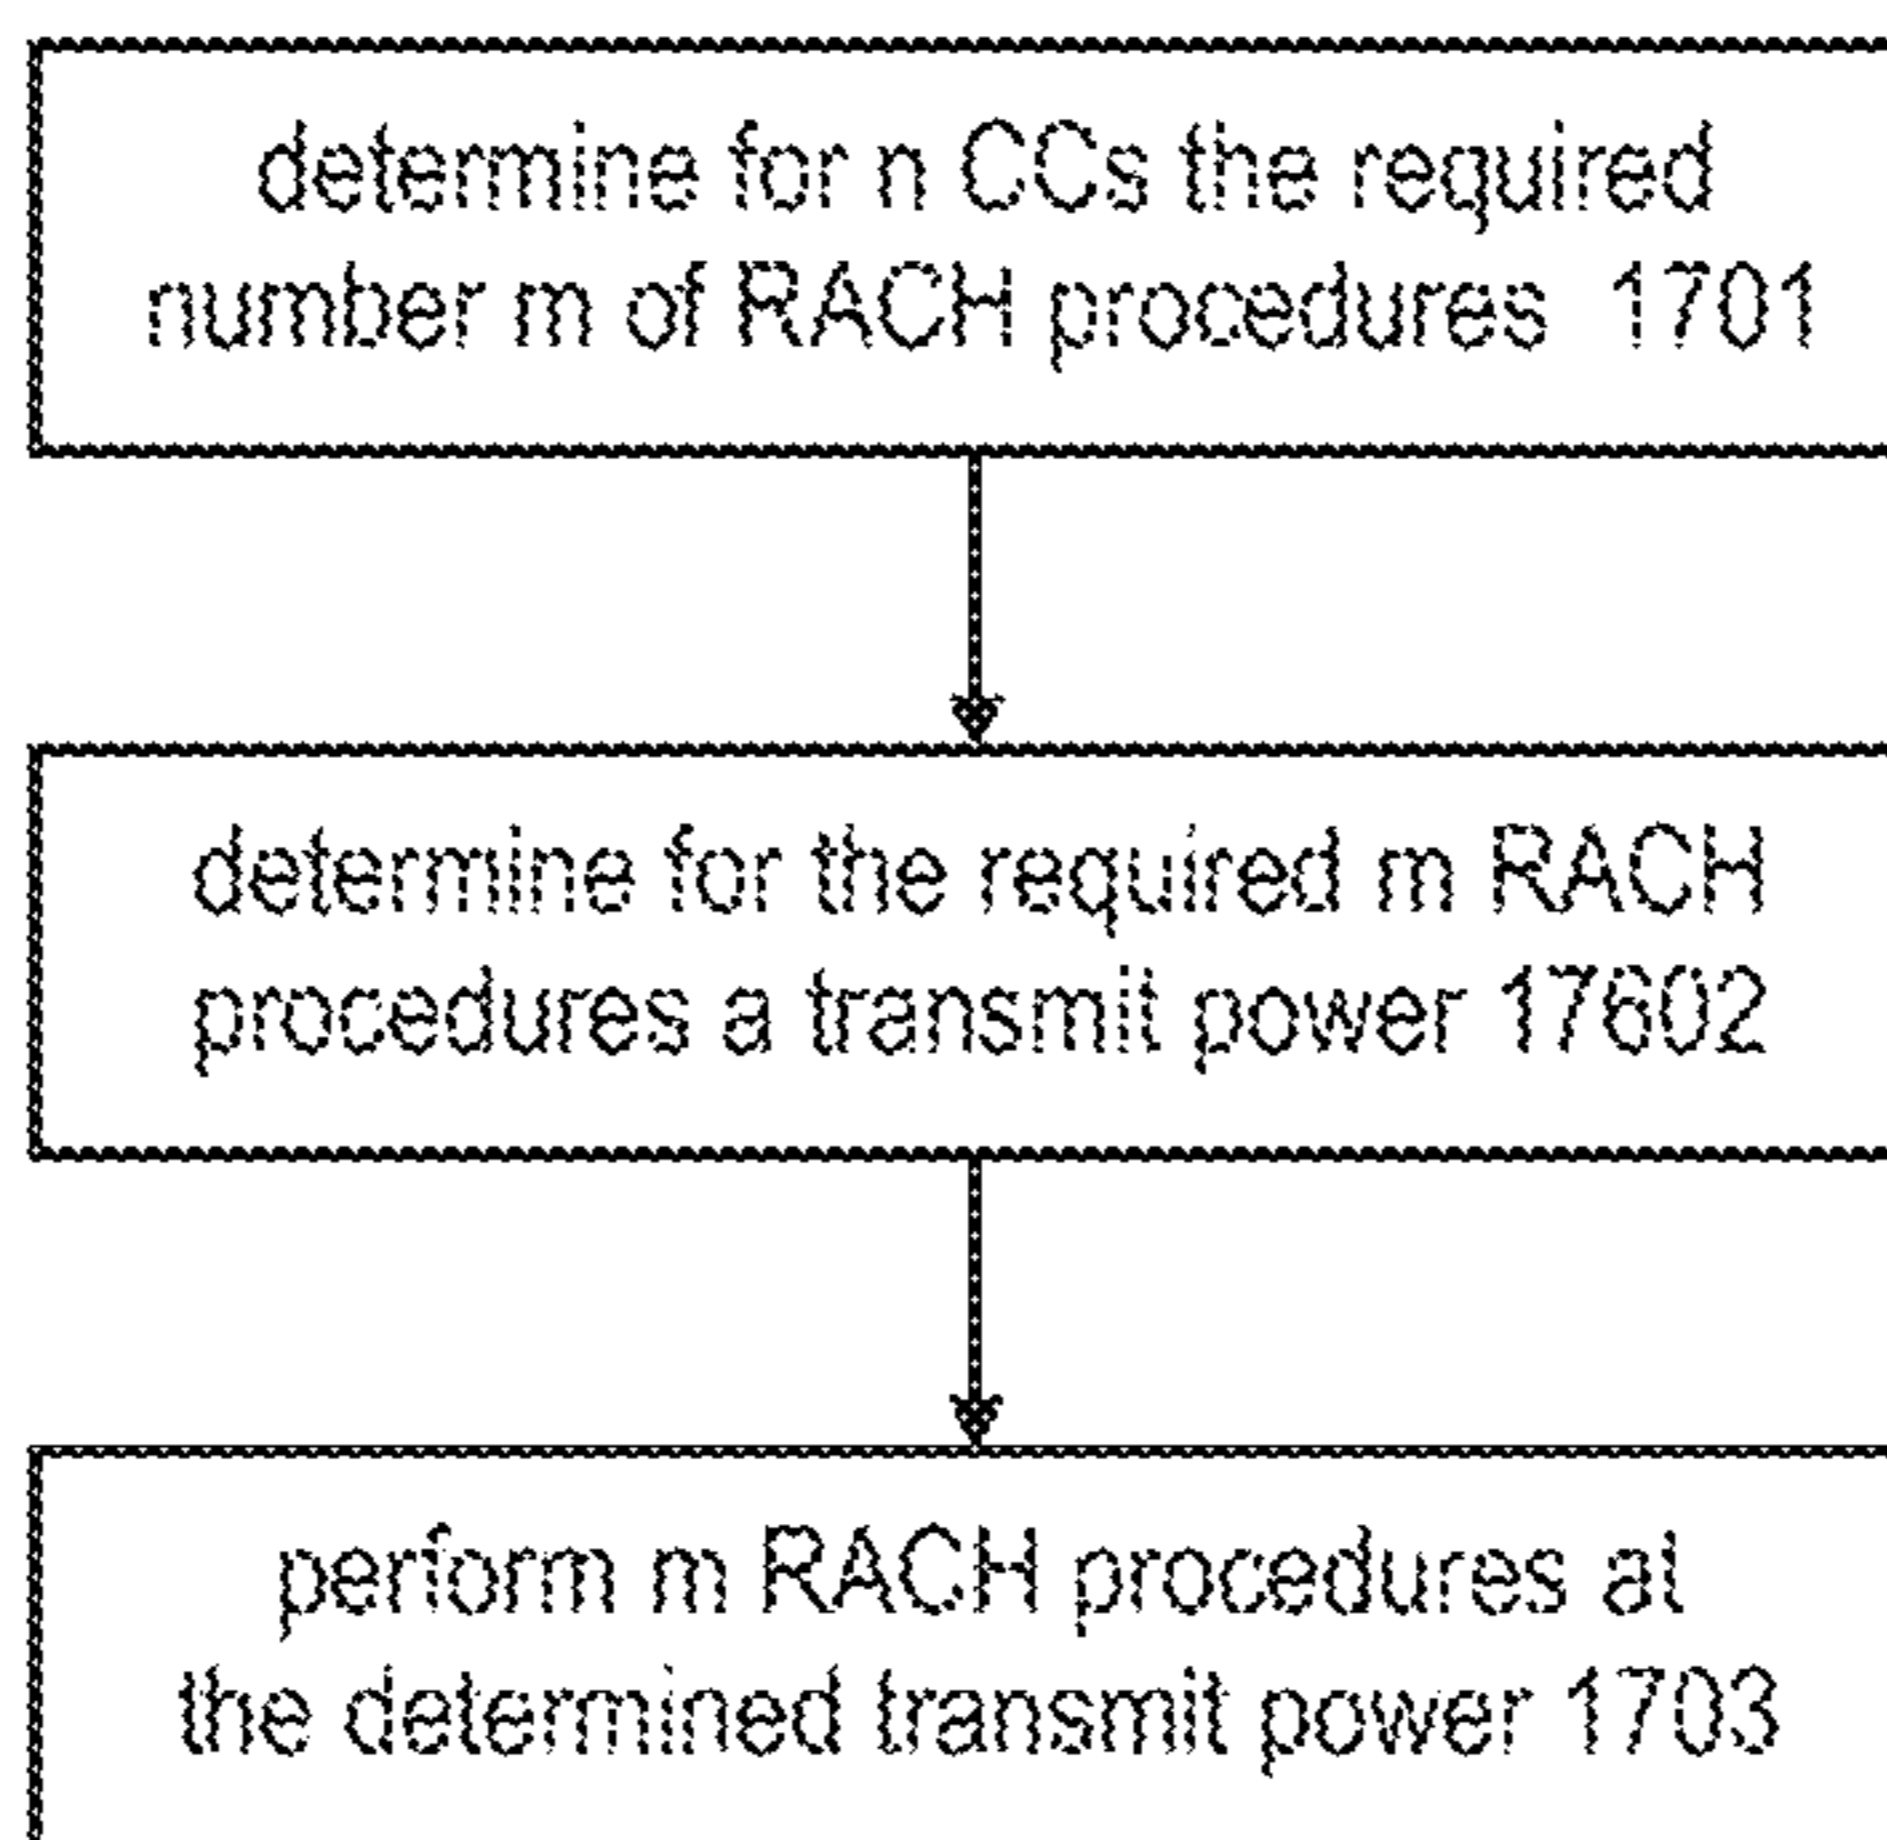 determine for n CCs the required
number m of RACH procedures 1701
determine for the required m RACH
procedures a transmit power 17602
perform m RACH procedures at
the determined transmit power 1703